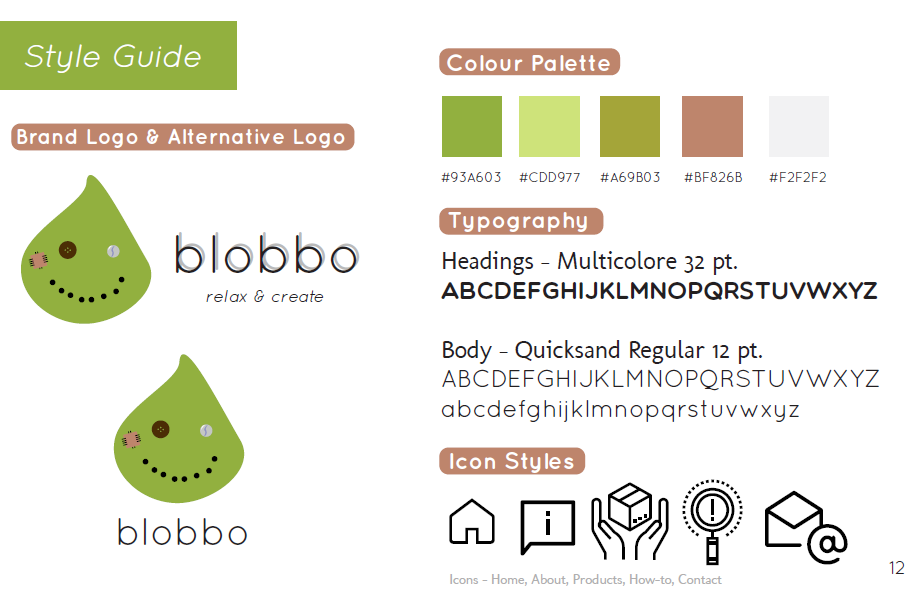 Style Guide
Brand Logo & Alternative Logo
blobbo
relax & create
blobbo
Colour Palette
#93A603 #CDD977 #A69B03 #BF826B #F2F2F2
Typography
Headings - Multicolore 32 pt.
ABCDEFGHIJKLMNOPQRSTUVWXYZ
Body - Quicksand Regular 12 pt.
ABCDEFGHIJKLMNOPQRSTUVWXYZ
abcdefghijklmnopqrstuvwxyz
Icon Styles
i ! @
Icons - Home, About, Products, How-to, Contact
12